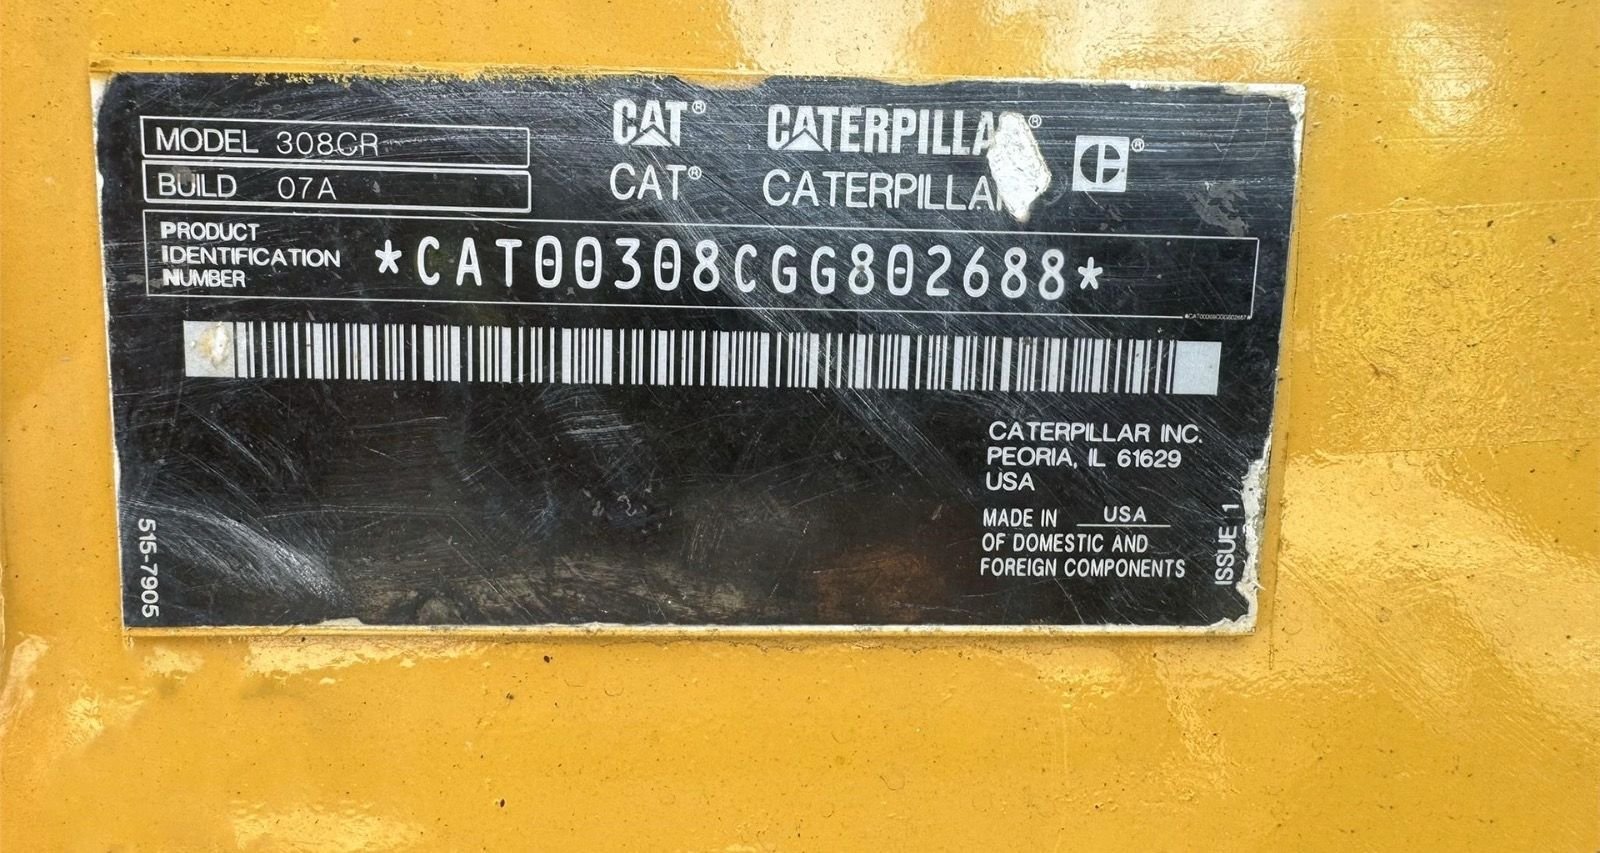 MODEL 308CR
BUILD 07A
CAT® CATERPILLAR® ®
CAT® CATERPILLAR
PRODUCT
IDENTIFICATION
NUMBER
*CAT00308CGG802688*
CATERPILLAR INC.
PEORIA, IL 61629
USA
MADE IN USA
OF DOMESTIC AND
FOREIGN COMPONENTS
515-7905
ISSUE 1